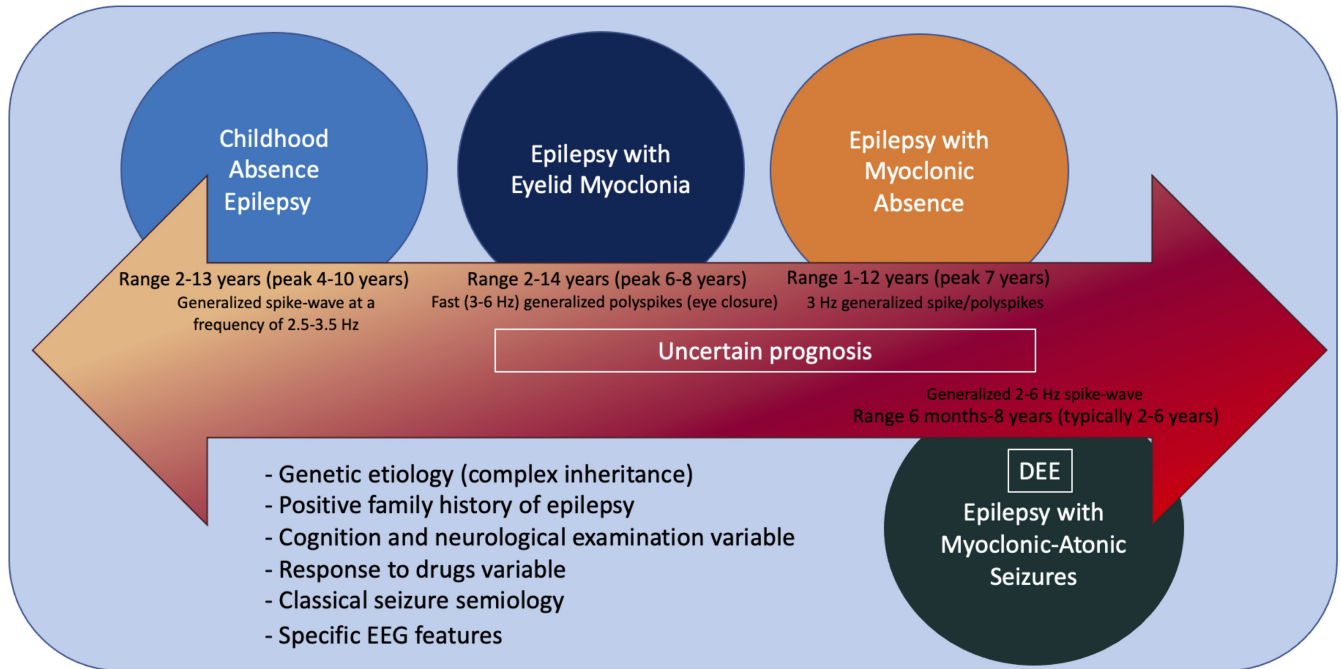 Childhood
Absence
Epilepsy
Epilepsy with
Eyelid Myoclonia
Epilepsy with
Myoclonic
Absence
Range 2-13 years (peak 4-10 years)
Generalized spike-wave at a
frequency of 2.5-3.5 Hz
Range 2-14 years (peak 6-8 years)
Fast (3-6 Hz) generalized polyspikes (eye closure)
Range 1-12 years (peak 7 years)
3 Hz generalized spike/polyspikes
Uncertain prognosis
Generalized 2-6 Hz spike-wave
Range 6 months-8 years (typically 2-6 years)
- Genetic etiology (complex inheritance)
- Positive family history of epilepsy
- Cognition and neurological examination variable
- Response to drugs variable
- Classical seizure semiology
- Specific EEG features
DEE
Epilepsy with
Myoclonic-Atonic
Seizures